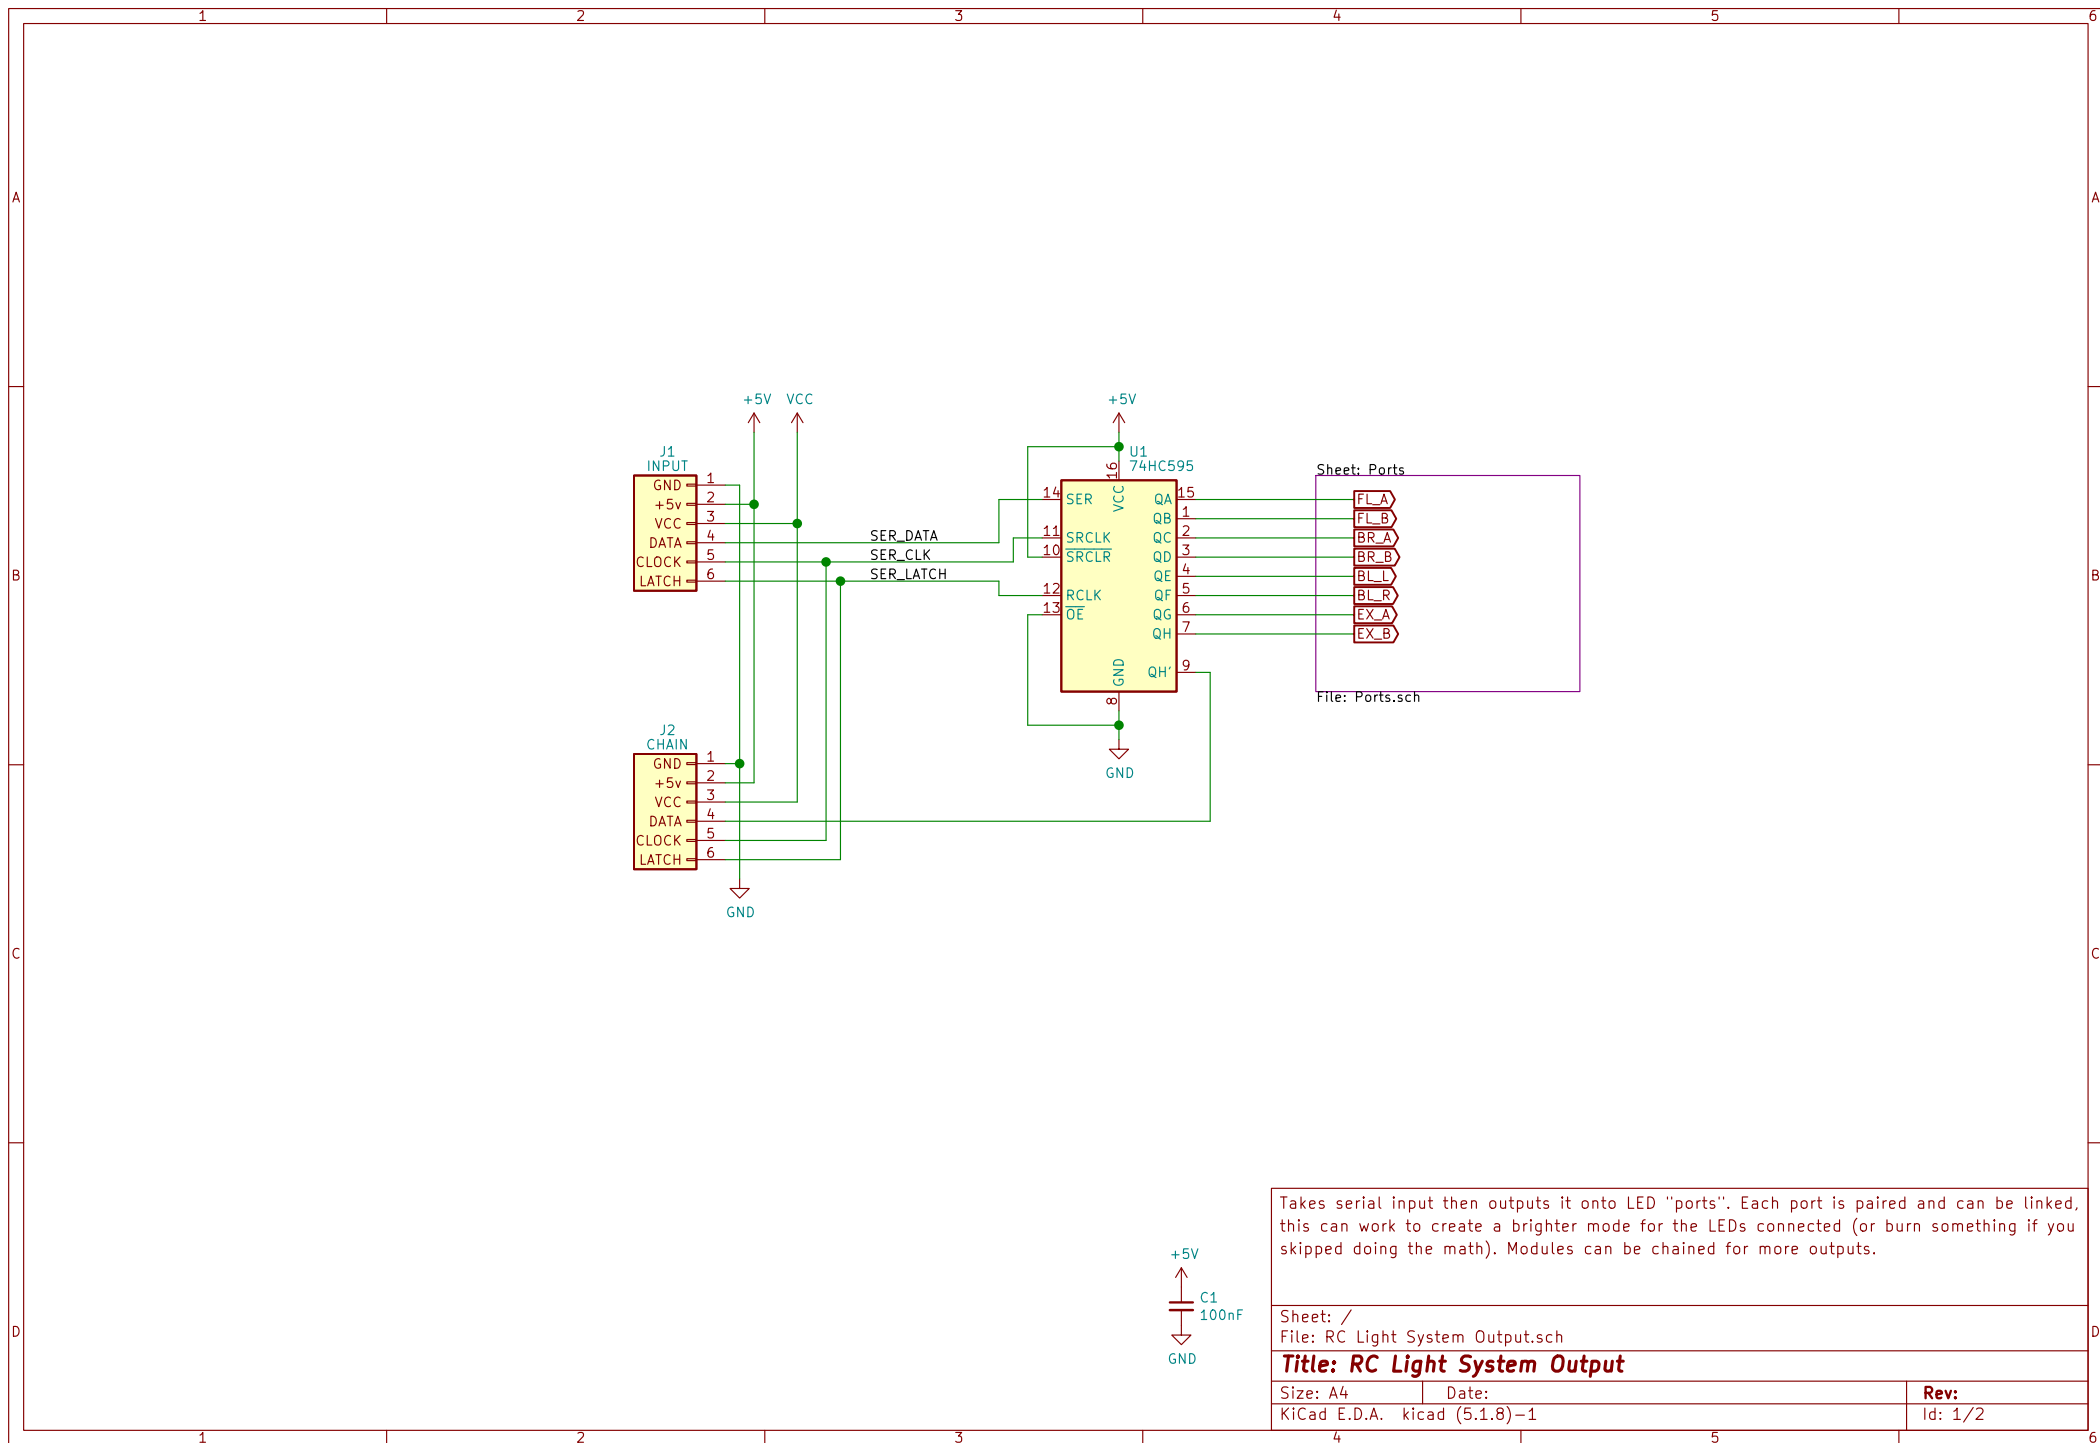 1 2 3 4 5 6
A A
+5V VCC +5V
J1
INPUT
U1
74HC595
Sheet: Ports
GND 1
+5v 2
VCC 3
DATA 4
CLOCK 5
LATCH 6
SER_DATA
SER_CLK
SER_LATCH
16
VCC
14 SER
11 SRCLK
10 SRCLR
12 RCLK
13 OE
QA 15
QB 1
QC 2
QD 3
QE 4
QF 5
QG 6
QH 7
QH' 9
GND
8
GND
FL_A
FL_B
BR_A
BR_B
BL_L
BL_R
EX_A
EX_B
File: Ports.sch
B B
J2
CHAIN
GND 1
+5v 2
VCC 3
DATA 4
CLOCK 5
LATCH 6
GND
C C
+5V
C1
100nF
GND
D D
Takes serial input then outputs it onto LED "ports". Each port is paired and can be linked,
this can work to create a brighter mode for the LEDs connected (or burn something if you
skipped doing the math). Modules can be chained for more outputs.
Sheet: /
File: RC Light System Output.sch
Title: RC Light System Output
Size: A4 Date: Rev:
KiCad E.D.A. kicad (5.1.8)-1 Id: 1/2
1 2 3 4 5 6